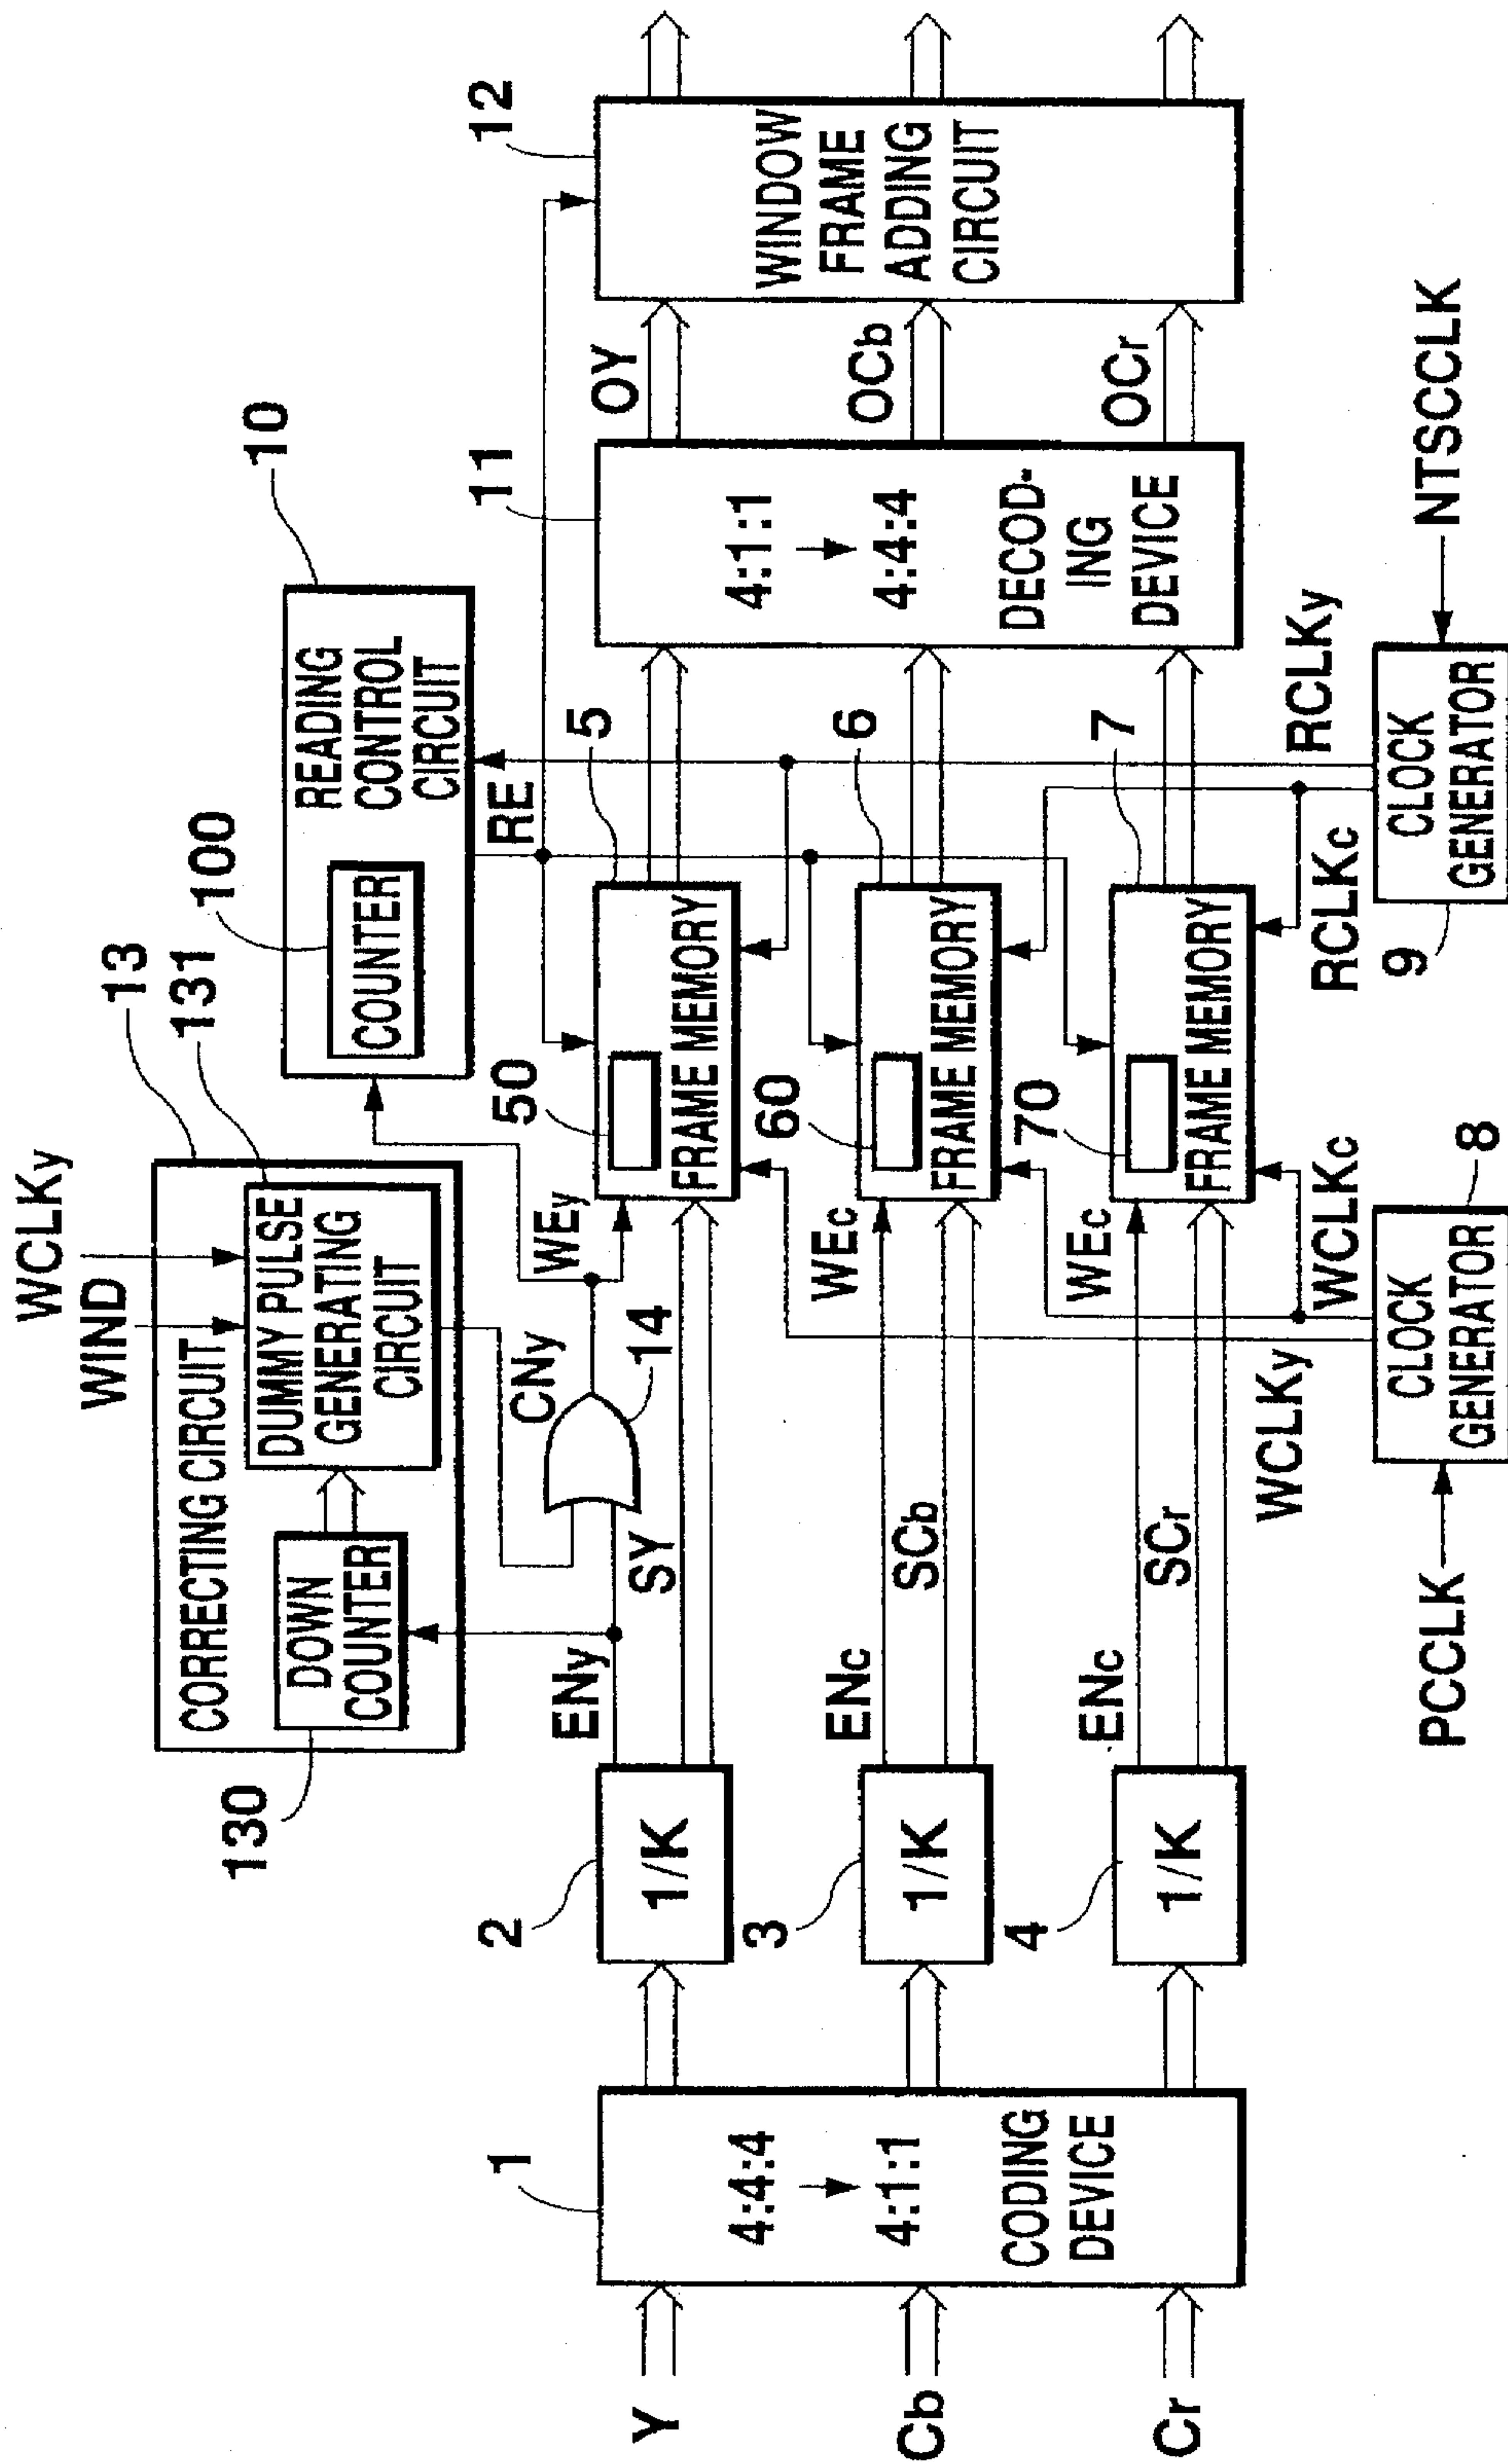 WCLKy
WIND
13
131
CORRECTING CIRCUIT
DOWN
COUNTER
130
DUMMY PULSE
GENERATING
CIRCUIT
10
READING
CONTROL
CIRCUIT
100
COUNTER
Y
Cb
Cr
1
4:4:4
4:1:1
CODING
DEVICE
2
1/K
3
1/K
4
1/K
ENy
SY
CNy
14
WEy
ENc
SCb
WEc
ENc
SCr
WEc
RE
50
5
FRAME MEMORY
60
6
FRAME MEMORY
70
7
FRAME MEMORY
11
4:1:1
4:4:4
DECOD-
ING
DEVICE
OY
OCb
OCr
12
WINDOW
FRAME
ADDING
CIRCUIT
WCLKy
WCLKc
PCCLK
CLOCK
GENERATOR
8
RCLKc
RCLKy
9
CLOCK
GENERATOR
NTSCCLK